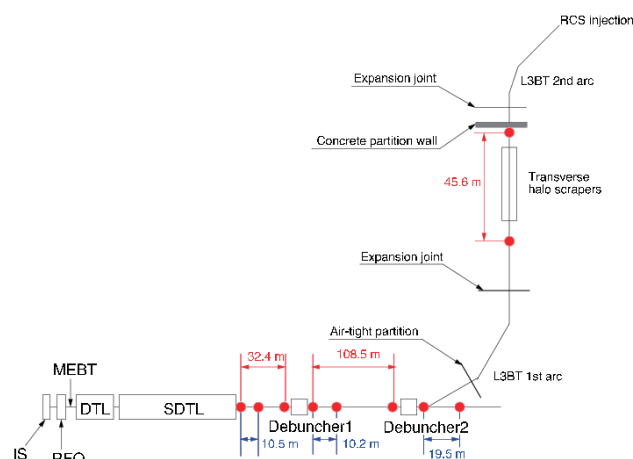 RCS injection
Expansion joint
L3BT 2nd arc
Concrete partition wall
45.6 m
Transverse
halo scrapers
Expansion joint
Air-tight partition
32.4 m
108.5 m
MEBT
L3BT 1st arc
DTL
SDTL
Debuncher1
Debuncher2
IS
RFQ
10.5 m
10.2 m
19.5 m